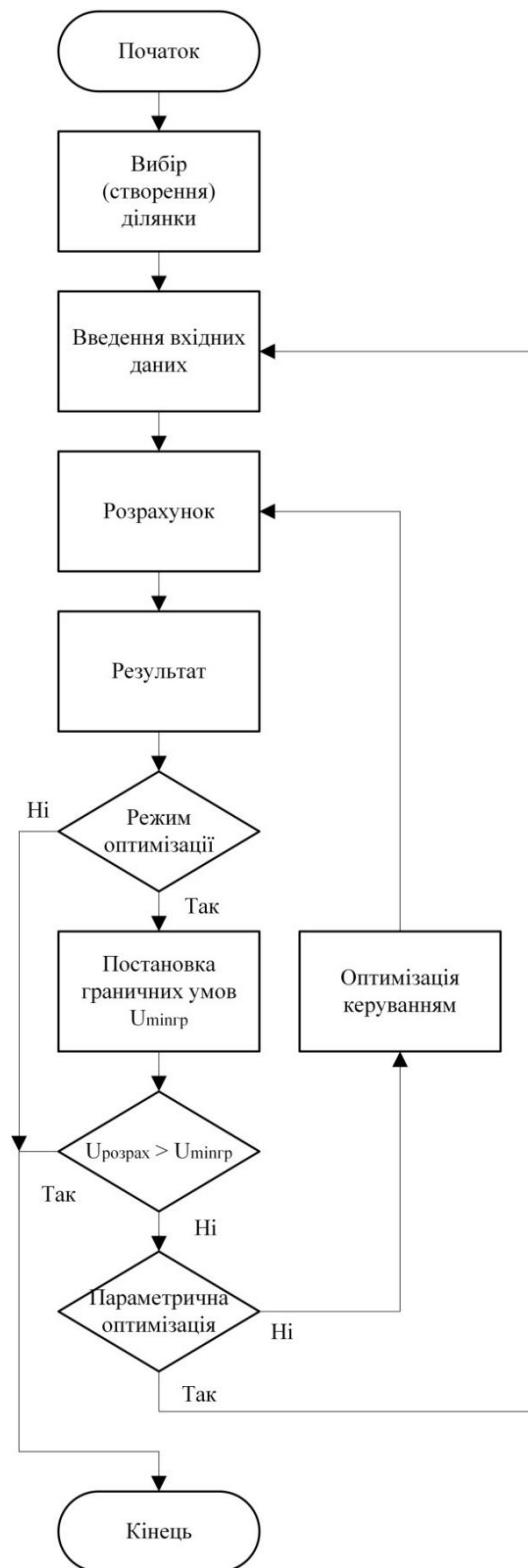 Початок
Вибір
(створення)
ділянки
Введення вхідних
даних
Розрахунок
Результат
Ні
Режим
оптимізації
Так
Постановка
граничних умов
Uminгр
Оптимізація
керуванням
Uрозрах > Uminгр
Так
Ні
Параметрична
оптимізація
Ні
Так
Кінець